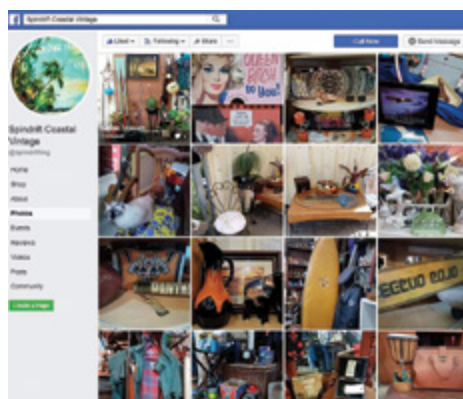 Spindrift Coastal Vintage
Liked
Following
Share
Call Now
Send Message
QUEEN
BITCH
to You!
Spindrift Coastal
Vintage
Home
Shop
About
Photos
Events
Reviews
Videos
Posts
Community
Create a Page